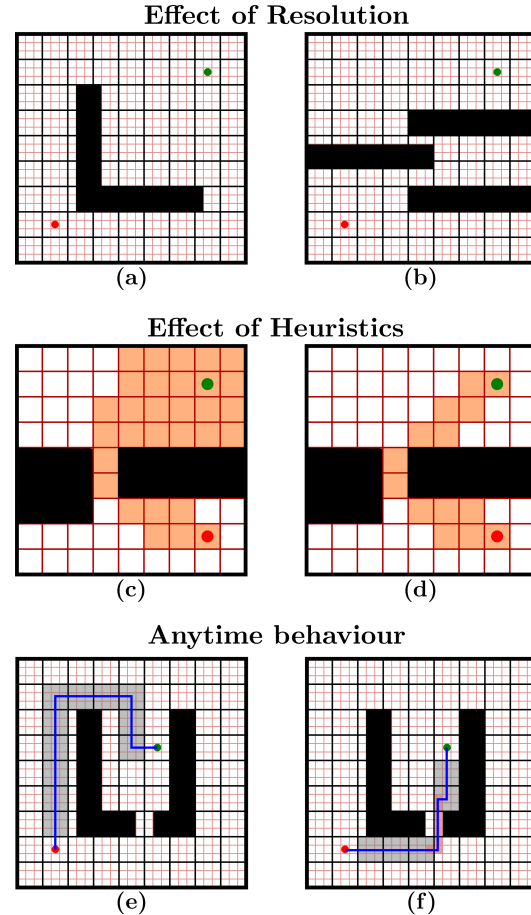 Effect of Resolution
(a) (b)
Effect of Heuristics
(c) (d)
Anytime behaviour
(e) (f)